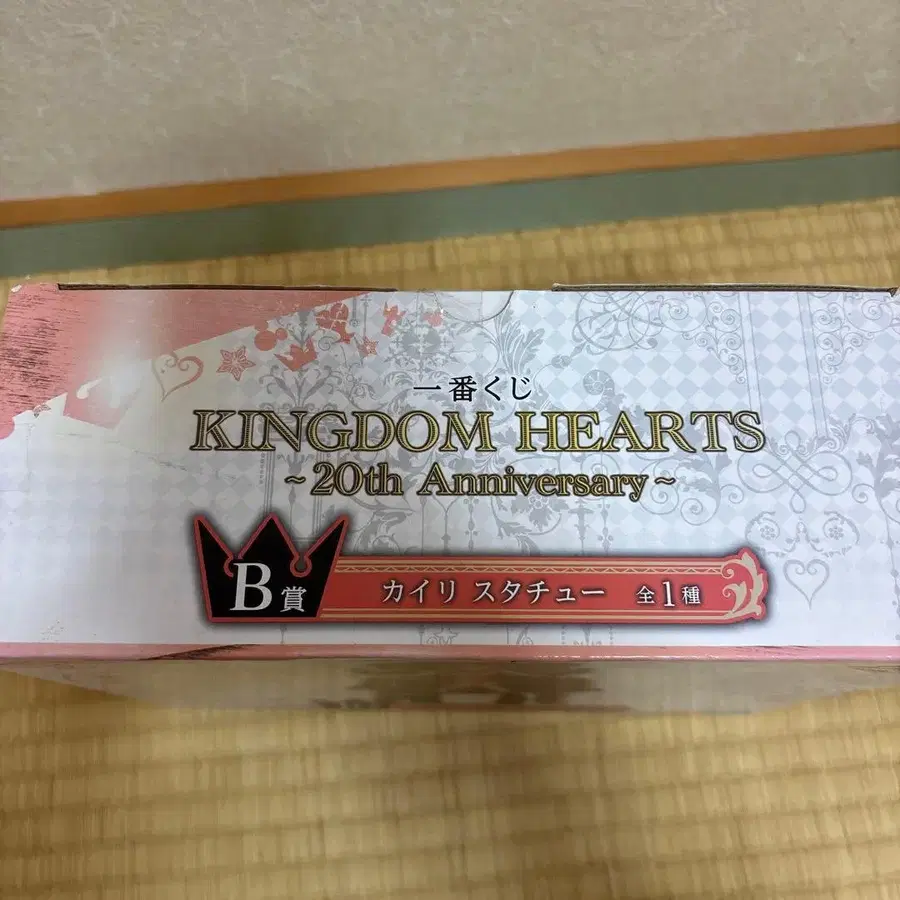 一番くじ
KINGDOM HEARTS
~20th Anniversary~
B賞 カイリ スタチュー 全1種